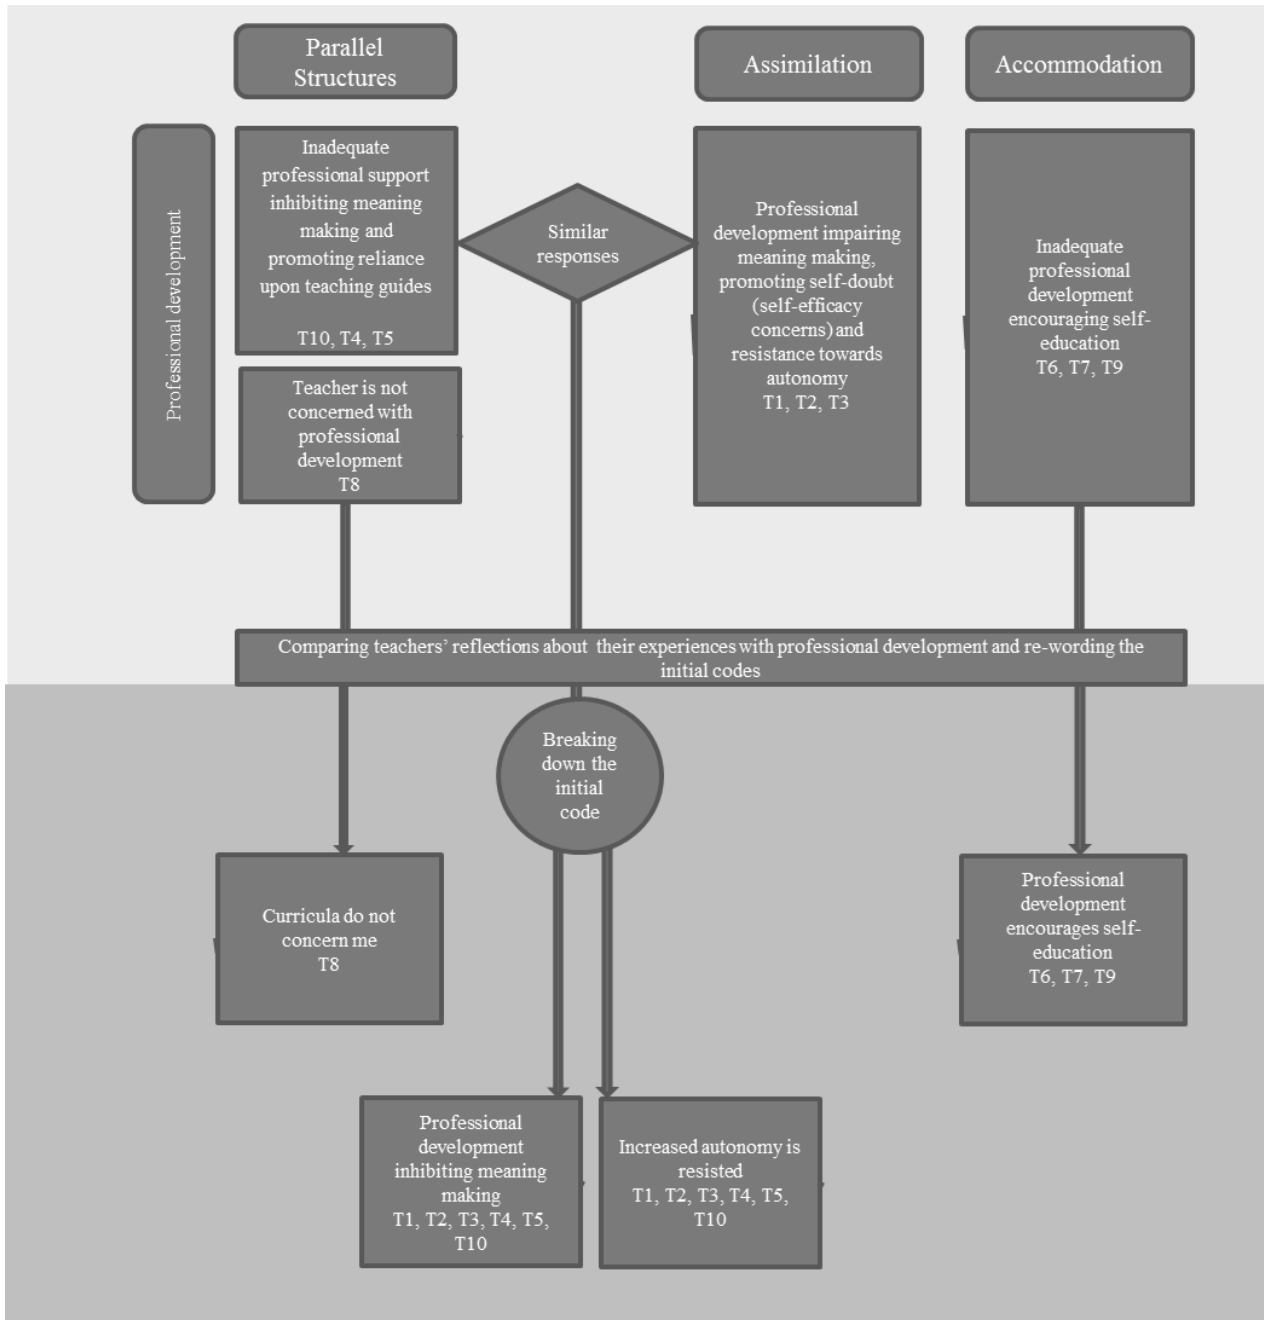 Parallel
Structures
Assimilation
Accommodation
Professional development
Inadequate
professional support
inhibiting meaning
making and
promoting reliance
upon teaching guides
T10, T4, T5
Similar
responses
Professional
development impairing
meaning making,
promoting self-doubt
(self-efficacy
concerns) and
resistance towards
autonomy
T1, T2, T3
Inadequate
professional
development
encouraging self-
education
T6, T7, T9
Teacher is not
concerned with
professional
development
T8
Comparing teachers’ reflections about their experiences with professional development and re-wording the
initial codes
Breaking
down the
initial
code
Curricula do not
concern me
T8
Professional
development
encourages self-
education
T6, T7, T9
Professional
development
inhibiting meaning
making
T1, T2, T3, T4, T5,
T10
Increased autonomy is
resisted
T1, T2, T3, T4, T5,
T10